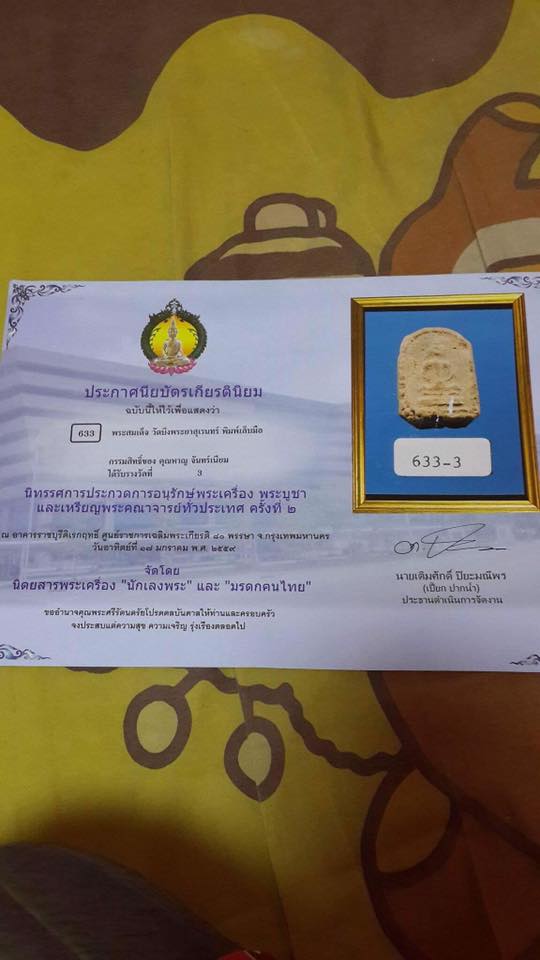 ประกาศนียบัตรเกียรตินิยม
ฉบับนี้ให้ไว้เพื่อแสดงว่า
633 พระสมเด็จ วัดบึงพระยาสุเรนทร์ พิมพ์เล็บมือ
กรรมสิทธิ์ของ คุณหาญ จันทร์เนียม
ได้รับรางวัลที่ 3
นิทรรศการประกวดการอนุรักษ์พระเครื่อง พระบูชา
และเหรียญพระคณาจารย์ทั่วประเทศ ครั้งที่ ๒
ณ อาคารราชบุรีดิเรกฤทธิ์ ศูนย์ราชการเฉลิมพระเกียรติ ๘๐ พรรษา จ.กรุงเทพมหานคร
วันอาทิตย์ที่ ๑๗ มกราคม พ.ศ. ๒๕๕๙
จัดโดย
นิตยสารพระเครื่อง "นักเลงพระ" และ "มรดกคนไทย"
ขออำนาจคุณพระศรีรัตนตรัยโปรดดลบันดาลให้ท่านและครอบครัว
จงประสบแต่ความสุข ความเจริญ รุ่งเรืองตลอดไป
633-3
นายเติมศักดิ์ ปิยะมณีพร
(เปี๊ยก ปากน้ำ)
ประธานดำเนินการจัดงาน